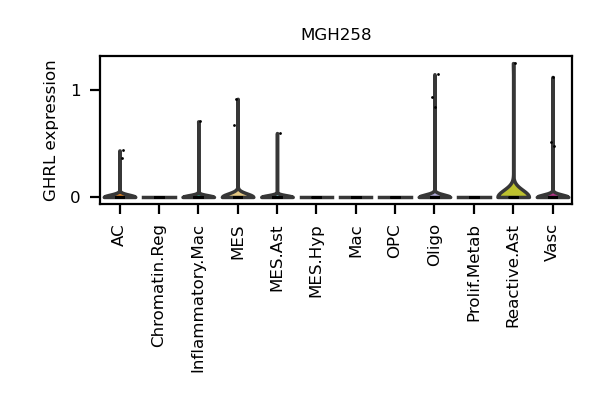 MGH258
GHRL expression
1
0
AC
Chromatin.Reg
Inflammatory.Mac
MES
MES.Ast
MES.Hyp
Mac
OPC
Oligo
Prolif.Metab
Reactive.Ast
Vasc